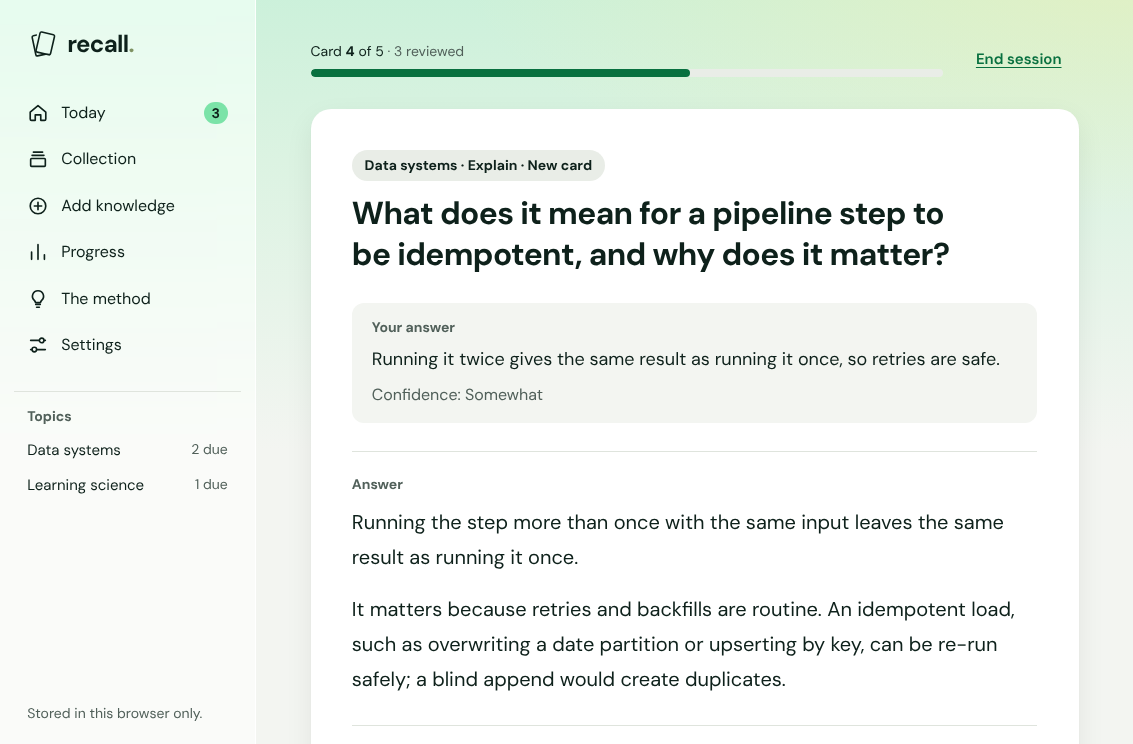 recall.
Today 3
Collection
Add knowledge
Progress
The method
Settings
Topics
Data systems 2 due
Learning science 1 due
Stored in this browser only.
Card 4 of 5 · 3 reviewed
End session
Data systems · Explain · New card
What does it mean for a pipeline step to
be idempotent, and why does it matter?
Your answer
Running it twice gives the same result as running it once, so retries are safe.
Confidence: Somewhat
Answer
Running the step more than once with the same input leaves the same
result as running it once.
It matters because retries and backfills are routine. An idempotent load,
such as overwriting a date partition or upserting by key, can be re-run
safely; a blind append would create duplicates.